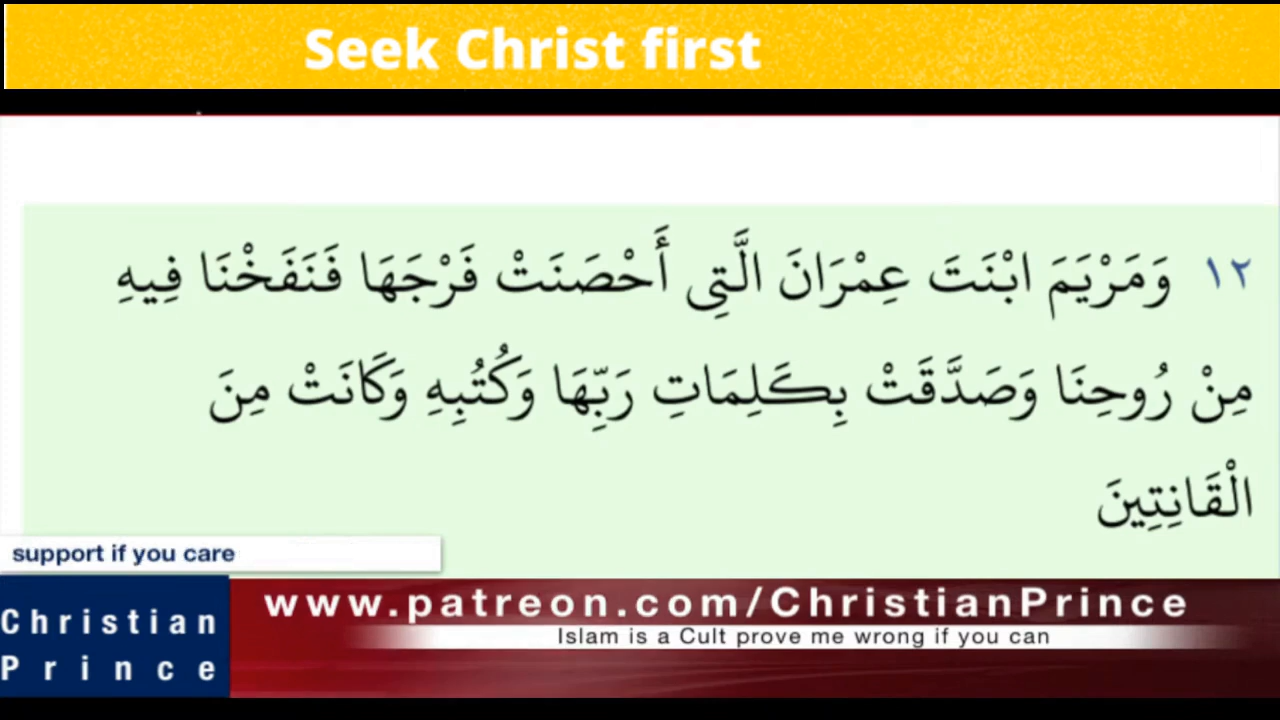 Seek Christ first
١٢ وَمَرْيَمَ ابْنَتَ عِمْرَانَ الَّتِى أَحْصَنَتْ فَرْجَهَا فَنَفَخْنَا فِيهِ
مِنْ رُوحِنَا وَصَدَّقَتْ بِكَلِمَاتِ رَبِّهَا وَكُتُبِهِ وَكَانَتْ مِنَ
الْقَانِتِينَ
support if you care
Christian
Prince
www.patreon.com/ChristianPrince
Islam is a Cult prove me wrong if you can